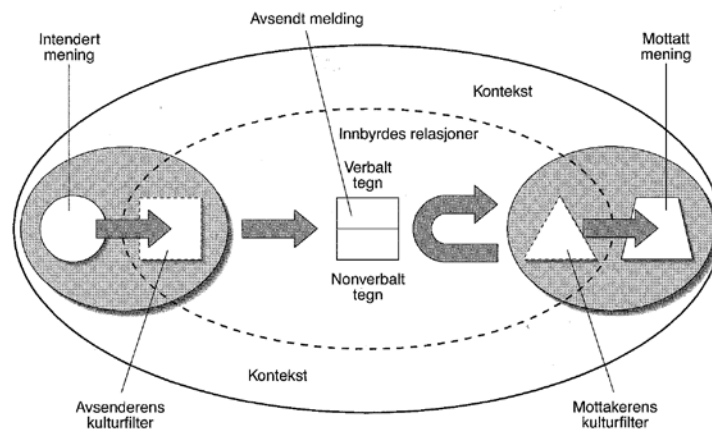 Avsendt melding
Intendert
mening
Mottatt
mening
Kontekst
Innbyrdes relasjoner
Verbalt
tegn
Nonverbalt
tegn
Kontekst
Avsenderens
kulturfilter
Mottakerens
kulturfilter